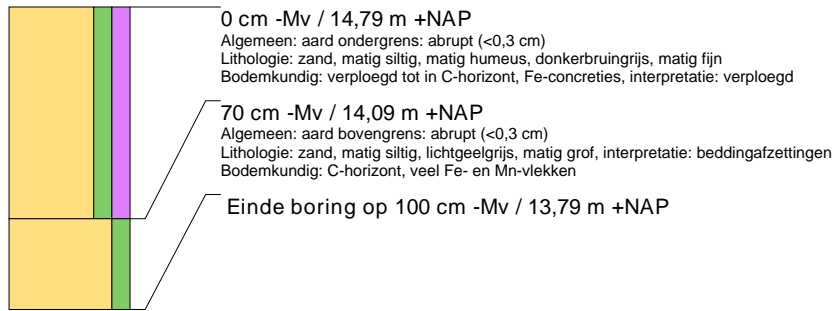 0 cm -Mv / 14,79 m +NAP
Algemeen: aard ondergrens: abrupt (<0,3 cm)
Lithologie: zand, matig siltig, matig humeus, donkerbruingrijs, matig fijn
Bodemkundig: verploegd tot in C-horizont, Fe-concreties, interpretatie: verploegd
70 cm -Mv / 14,09 m +NAP
Algemeen: aard bovengrens: abrupt (<0,3 cm)
Lithologie: zand, matig siltig, lichtgeelgrijs, matig grof, interpretatie: beddingafzettingen
Bodemkundig: C-horizont, veel Fe- en Mn-vlekken
Einde boring op 100 cm -Mv / 13,79 m +NAP